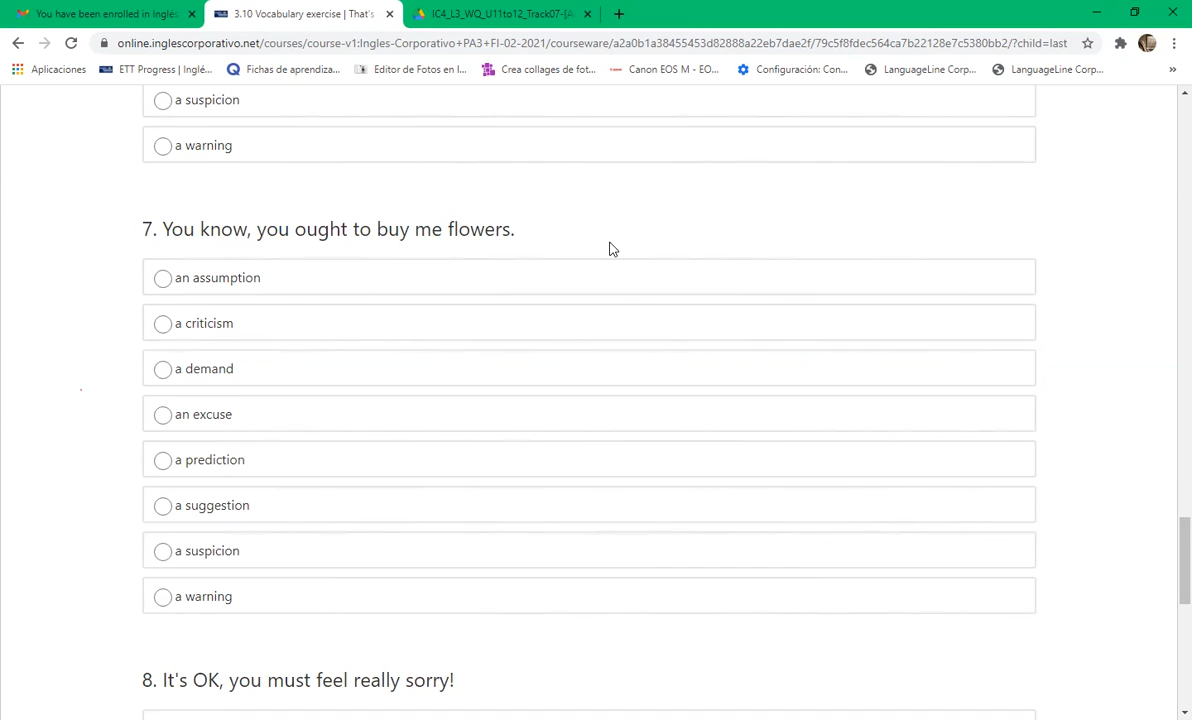 You have been enrolled in Inglés
3.10 Vocabulary exercise | That's
IC4_L3_WQ_U11to12_Track07-[A
online.inglescorporativo.net/courses/course-v1:Ingles-Corporativo+PA3+FI-02-2021/courseware/a2a0b1a38455453d82888a22eb7dae2f/79c5f8fdec564ca7b22128e7c5380bb2/?child=last
Aplicaciones
ETT Progress | Inglé...
Fichas de aprendiza...
Editor de Fotos en l...
Crea collages de fot...
Canon EOS M - EO...
Configuración: Con...
LanguageLine Corp...
LanguageLine Corp...
»
a suspicion
a warning
7. You know, you ought to buy me flowers.
an assumption
a criticism
a demand
an excuse
a prediction
a suggestion
a suspicion
a warning
8. It's OK, you must feel really sorry!